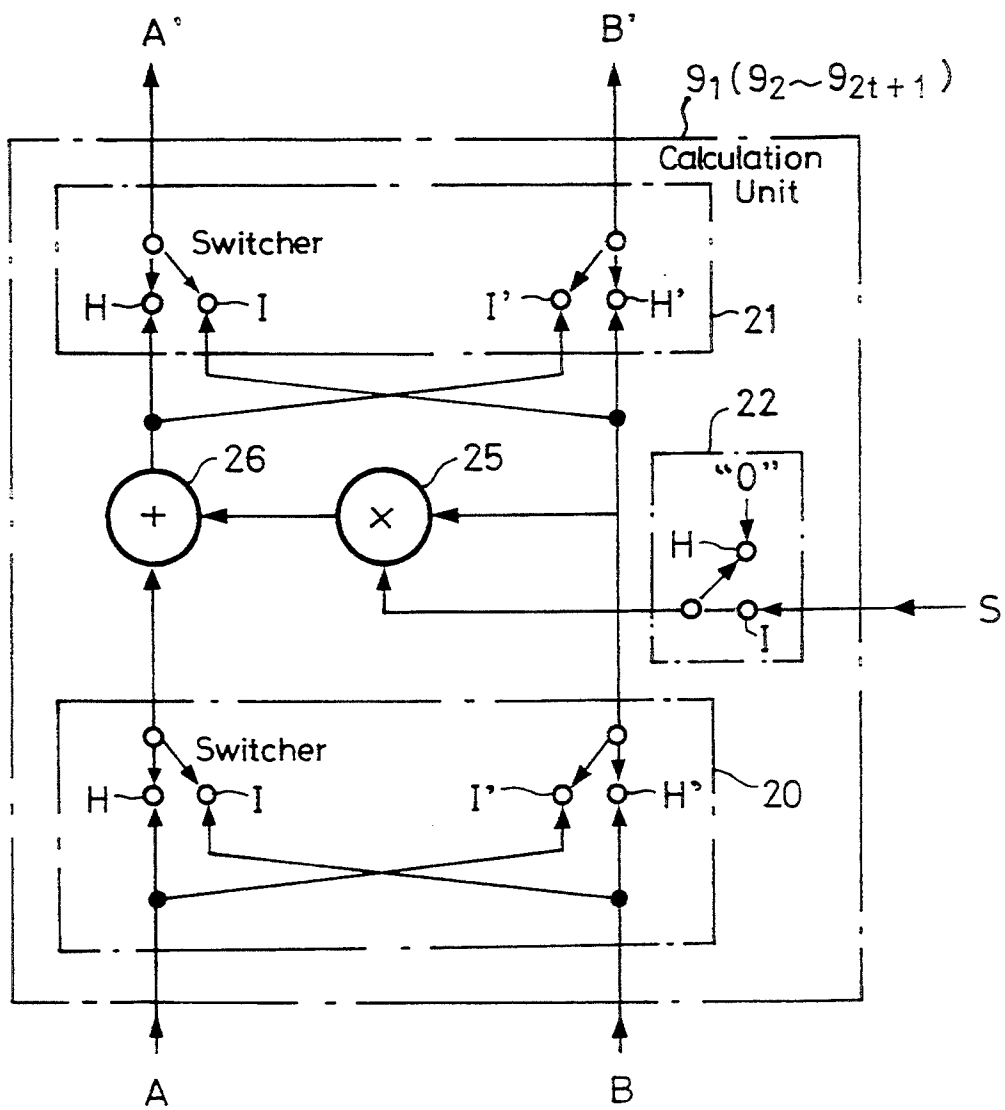 A' B'
9₁(9₂~9₂ₜ₊₁)
Calculation
Unit
Switcher
H I I' H' 21
22
26 25 "0"
+ × H
S
I
Switcher
H I I' H' 20
A B